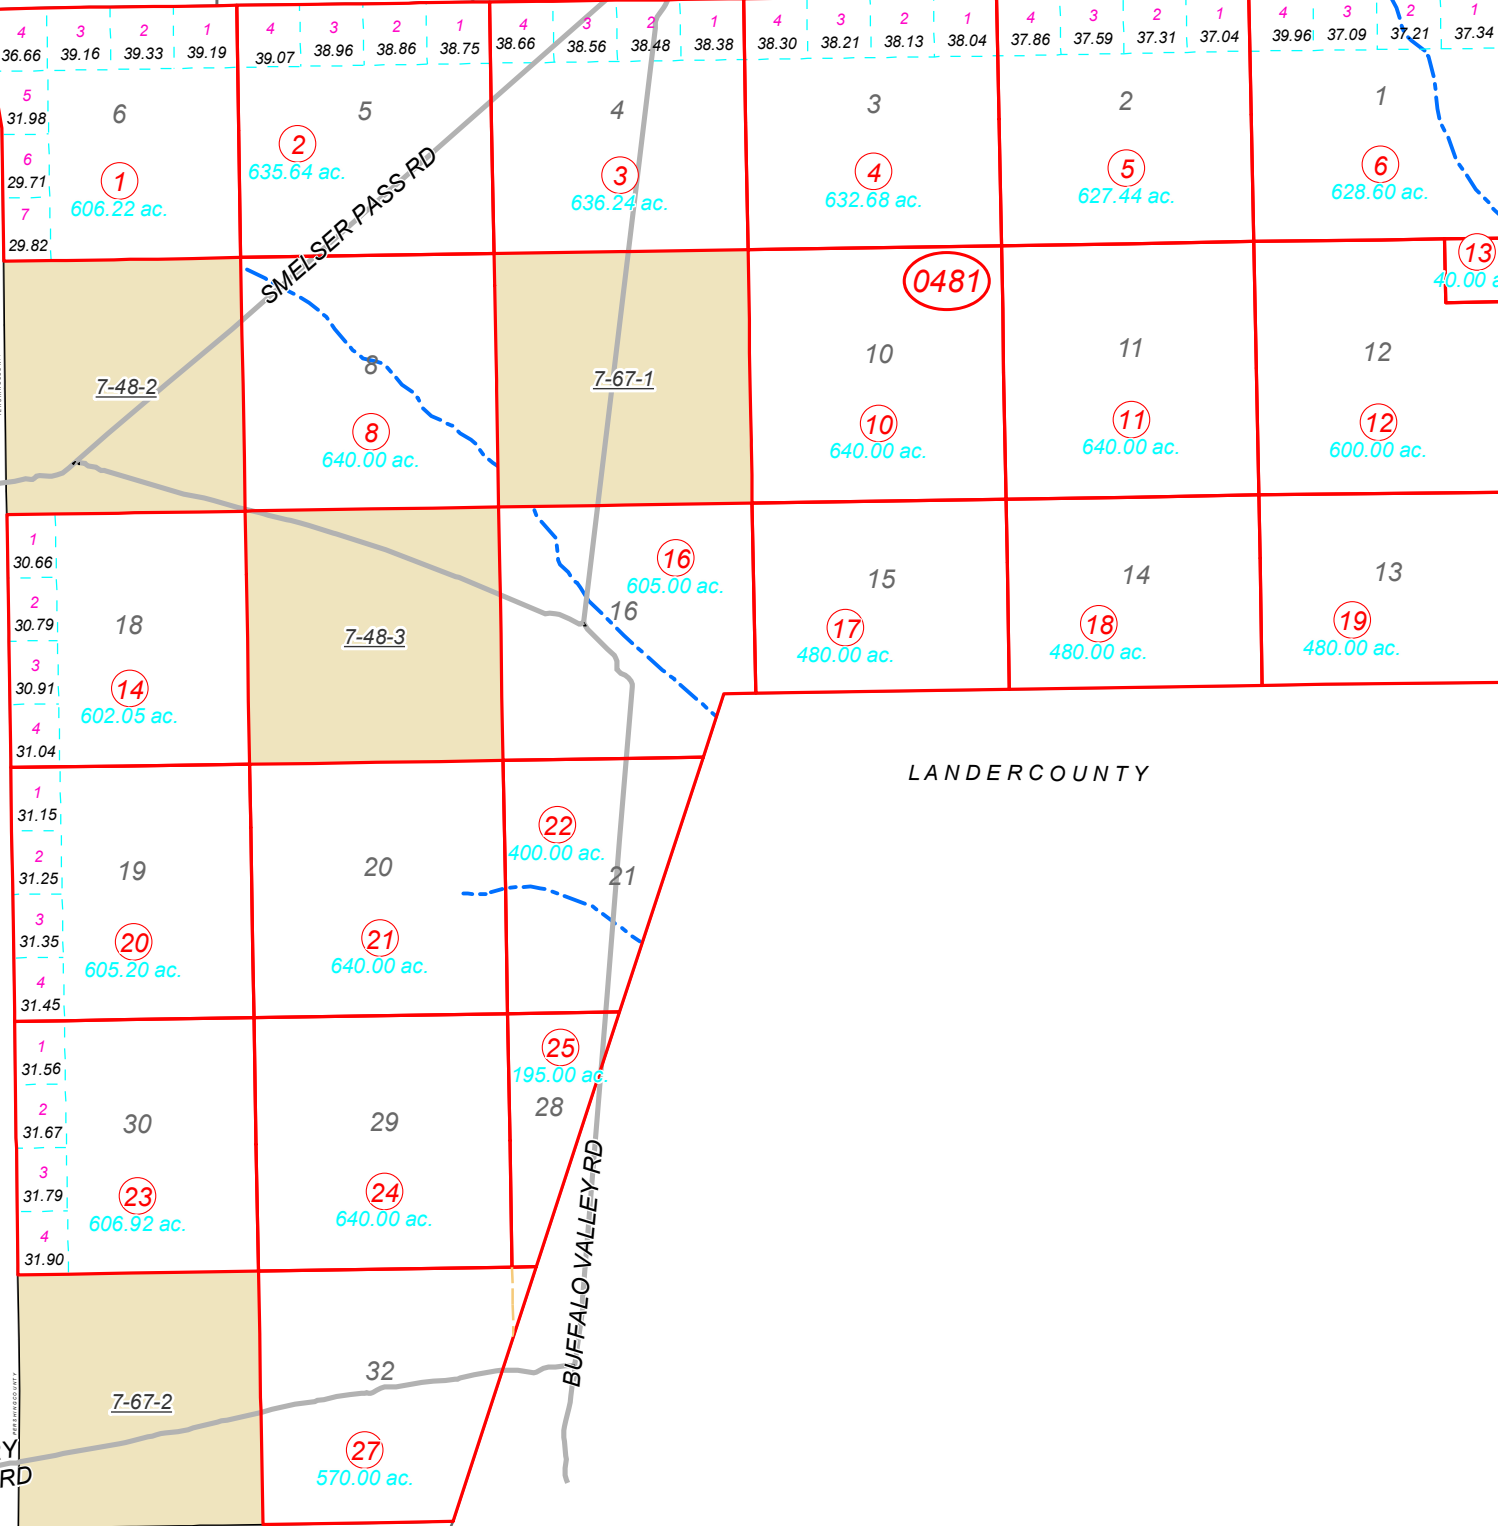 4 3 2 1 4 3 2 1 4 3 2 1 4 3 2 1 4 3 2 1 4 3 2 1
36.66 39.16 39.33 39.19 39.07 38.96 38.86 38.75 38.66 38.56 38.48 38.38 38.30 38.21 38.13 38.04 37.86 37.59 37.31 37.04 39.96 37.09 37.21 37.34
5
31.98
6 5 4 3 2 1
6
29.71
7
29.82
1
606.22 ac.
2
635.64 ac.
3
636.24 ac.
4
632.68 ac.
5
627.44 ac.
6
628.60 ac.
SMELSER PASS RD
13
40.00 a
0481
7-48-2
8
8
640.00 ac.
7-67-1
10
10
640.00 ac.
11
11
640.00 ac.
12
12
600.00 ac.
1
30.66
2
30.79
3
30.91
4
31.04
18
14
602.05 ac.
7-48-3
16
605.00 ac.
16
15
17
480.00 ac.
14
18
480.00 ac.
13
19
480.00 ac.
LANDER COUNTY
1
31.15
2
31.25
3
31.35
4
31.45
19
20
605.20 ac.
20
21
640.00 ac.
22
400.00 ac.
21
1
31.56
2
31.67
3
31.79
4
31.90
30
23
606.92 ac.
29
24
640.00 ac.
25
195.00 ac.
28
BUFFALO VALLEY RD
7-67-2
32
27
570.00 ac.
PERSHING COUNTY
Y
RD